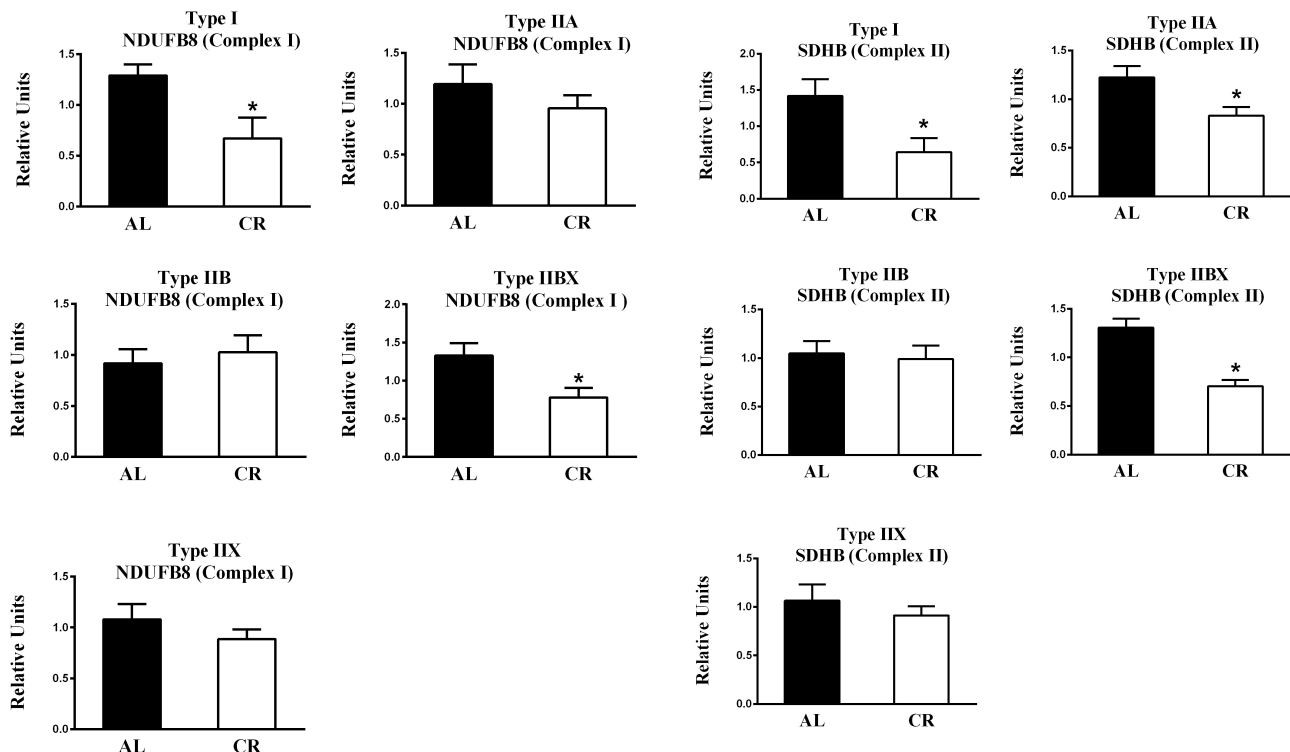 Type I
NDUFB8 (Complex I)
Relative Units
1.5
1.0
0.5
0.0
*
AL
CR
Type IIA
NDUFB8 (Complex I)
Relative Units
1.5
1.0
0.5
0.0
AL
CR
Type I
SDHB (Complex II)
Relative Units
2.0
1.5
1.0
0.5
0.0
*
AL
CR
Type IIA
SDHB (Complex II)
Relative Units
1.5
1.0
0.5
0.0
*
AL
CR
Type IIB
NDUFB8 (Complex I)
Relative Units
1.5
1.0
0.5
0.0
AL
CR
Type IIBX
NDUFB8 (Complex I )
Relative Units
2.0
1.5
1.0
0.5
0.0
*
AL
CR
Type IIB
SDHB (Complex II)
Relative Units
1.5
1.0
0.5
0.0
AL
CR
Type IIBX
SDHB (Complex II)
Relative Units
1.5
1.0
0.5
0.0
*
AL
CR
Type IIX
NDUFB8 (Complex I)
Relative Units
1.5
1.0
0.5
0.0
AL
CR
Type IIX
SDHB (Complex II)
Relative Units
1.5
1.0
0.5
0.0
AL
CR